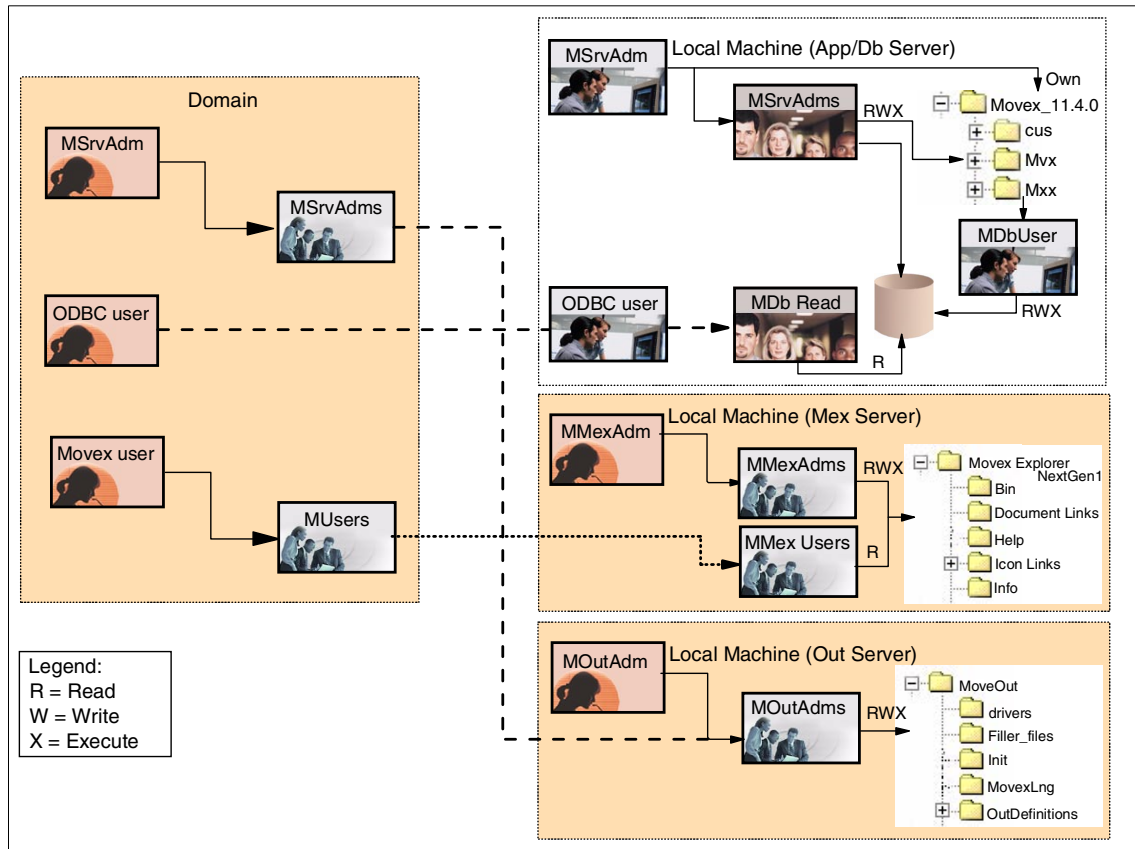 Domain
MSrvAdm
MSrvAdms
ODBC user
Movex user
MUsers
Legend:
R = Read
W = Write
X = Execute
Local Machine (App/Db Server)
MSrvAdm
MSrvAdms
RWX
Own
Movex_11.4.0
cus
Mvx
Mxx
MDbUser
RWX
ODBC user
MDb Read
R
Local Machine (Mex Server)
MMexAdm
MMexAdms
RWX
MMex Users
R
Movex Explorer
NextGen1
Bin
Document Links
Help
Icon Links
Info
Local Machine (Out Server)
MOutAdm
MOutAdms
RWX
MoveOut
drivers
Filler_files
Init
MovexLng
OutDefinitions